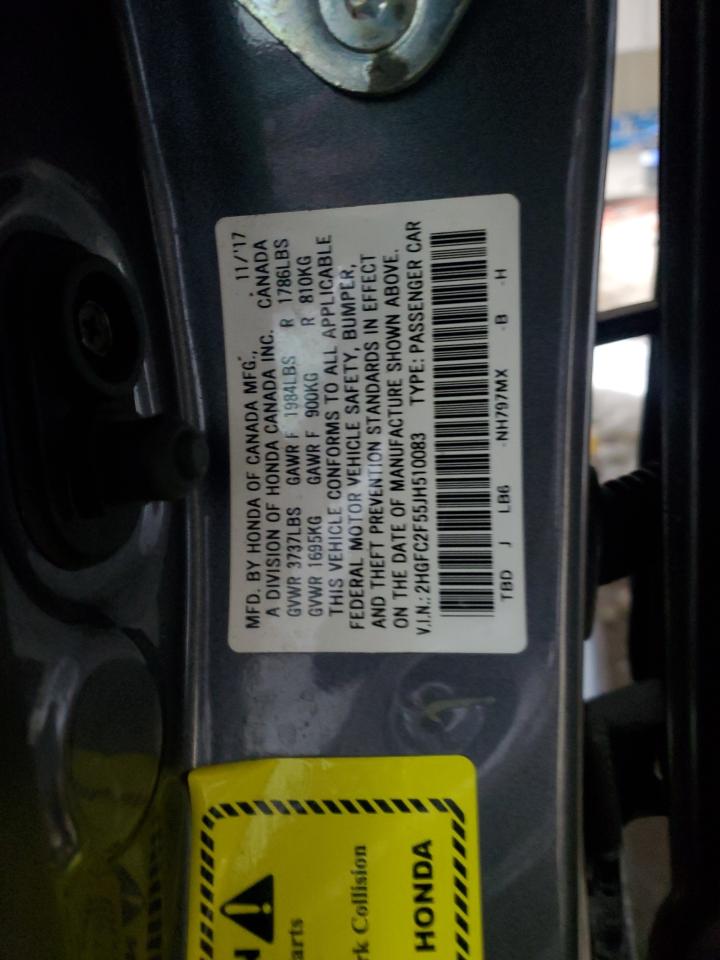 MFD. BY HONDA OF CANADA MFG., 11/'17
A DIVISION OF HONDA CANADA INC. CANADA
GVWR 3737LBS GAWR F 1984LBS R 1786LBS
GVWR 1695KG GAWR F 900KG R 810KG
THIS VEHICLE CONFORMS TO ALL APPLICABLE
FEDERAL MOTOR VEHICLE SAFETY, BUMPER,
AND THEFT PREVENTION STANDARDS IN EFFECT
ON THE DATE OF MANUFACTURE SHOWN ABOVE.
V.I.N.: 2HGFC2F55JH510083 TYPE: PASSENGER CAR
TBD J LB6 -NH797MX -B -H
arts
rk Collision
HONDA